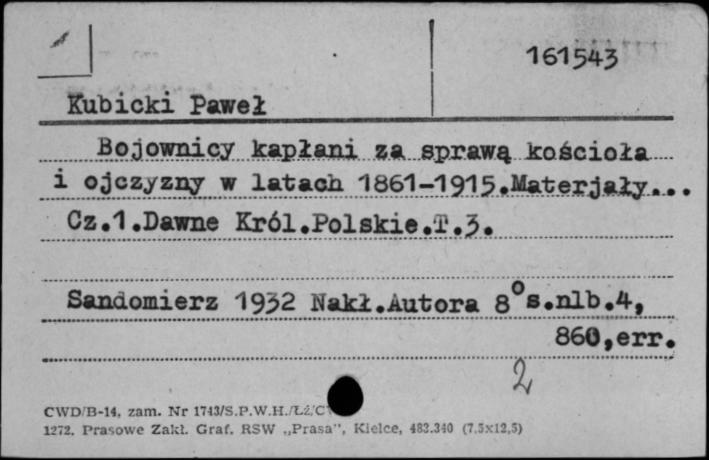 161543
Kubicki Paweł
Bojownicy kapłani za sprawą kościoła
i ojczyzny w latach 1861-1915.Materjały...
Cz.1.Dawne Król.Polskie.T.3.
Sandomierz 1932 Nakł.Autora 8° s.nlb.4,
860,err.
2
CWD/B-14, zam. Nr 1743/S.P.W.H./ŁŻ/C
1272. Prasowe Zakł. Graf. RSW „Prasa", Kielce, 483.340 (7,5x12,5)